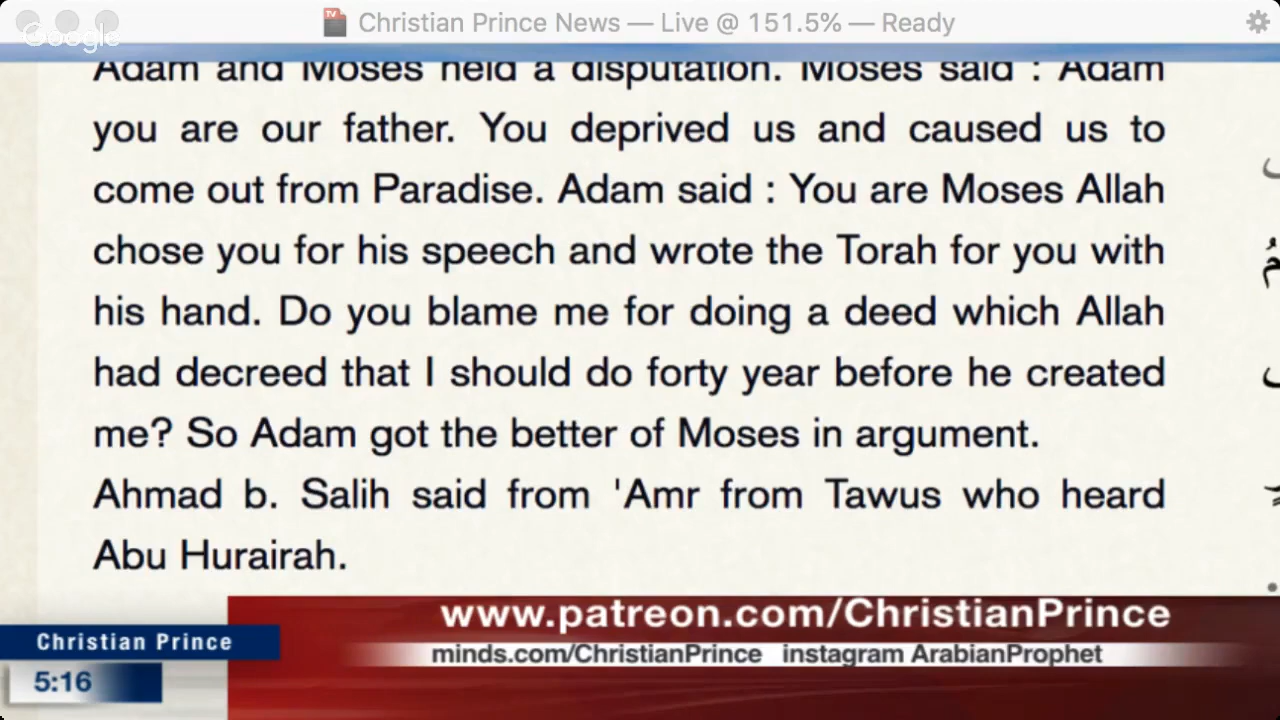 Christian Prince News — Live @ 151.5% — Ready
Google
Adam and Moses held a disputation. Moses said : Adam
you are our father. You deprived us and caused us to
come out from Paradise. Adam said : You are Moses Allah
chose you for his speech and wrote the Torah for you with
his hand. Do you blame me for doing a deed which Allah
had decreed that I should do forty year before he created
me? So Adam got the better of Moses in argument.
Ahmad b. Salih said from 'Amr from Tawus who heard
Abu Hurairah.
www.patreon.com/ChristianPrince
Christian Prince
minds.com/ChristianPrince instagram ArabianProphet
5:16